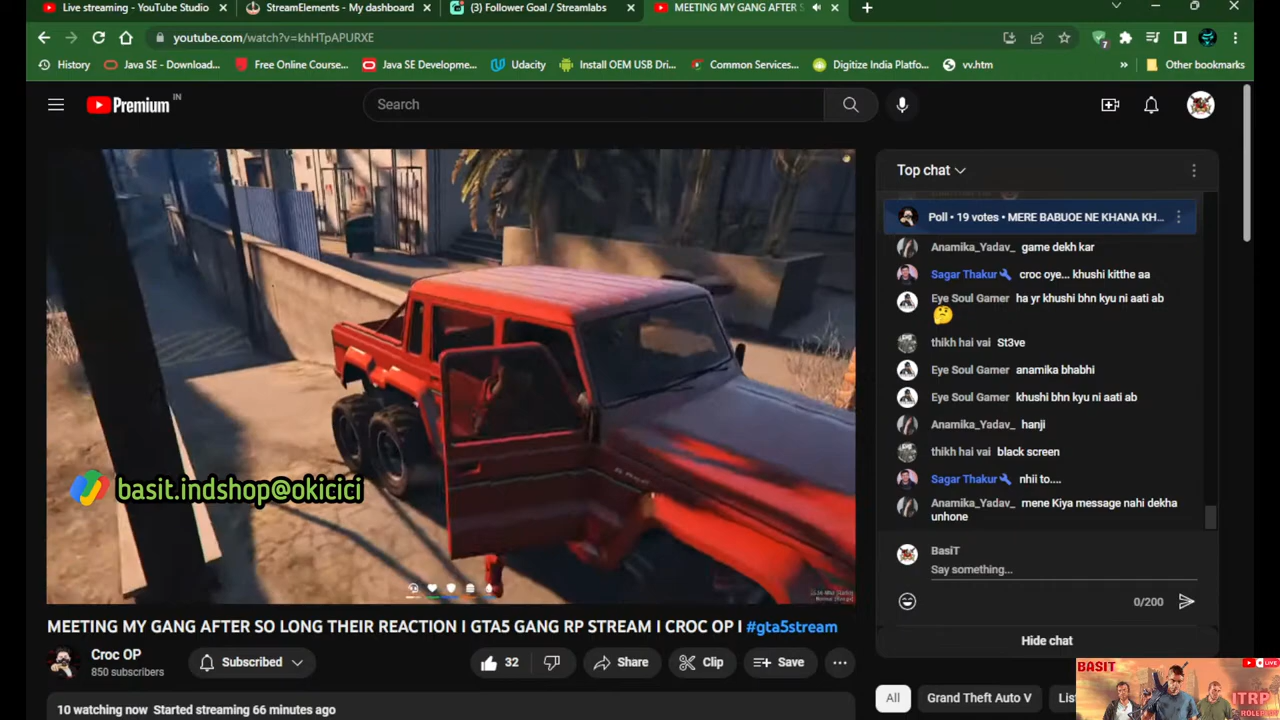 Live streaming - YouTube Studio
StreamElements - My dashboard
(3) Follower Goal / Streamlabs
MEETING MY GANG AFTER S
youtube.com/watch?v=khHTpAPURXE
7
History
Java SE - Download...
Free Online Course...
Java SE Developme...
Udacity
Install OEM USB Driv...
Common Services...
Digitize India Platfo...
vv.htm
»
Other bookmarks
Premium IN
Search
Top chat
Poll • 19 votes • MERE BABUOE NE KHANA KH...
Anamika_Yadav_ game dekh kar
Sagar Thakur croc oye... khushi kitthe aa
Eye Soul Gamer ha yr khushi bhn kyu ni aati ab
🤔
thikh hai vai St3ve
Eye Soul Gamer anamika bhabhi
Eye Soul Gamer khushi bhn kyu ni aati ab
Anamika_Yadav_ hanji
thikh hai vai black screen
Sagar Thakur nhii to....
Anamika_Yadav_ mene Kiya message nahi dekha
unhone
BasiT
Say something...
0/200
Hide chat
basit.indshop@okicici
MEETING MY GANG AFTER SO LONG THEIR REACTION I GTA5 GANG RP STREAM I CROC OP I #gta5stream
Croc OP
850 subscribers
Subscribed
32
Share
Clip
Save
10 watching now Started streaming 66 minutes ago
All
Grand Theft Auto V
BASIT
LIVE
ITRP
ROLEPLAY